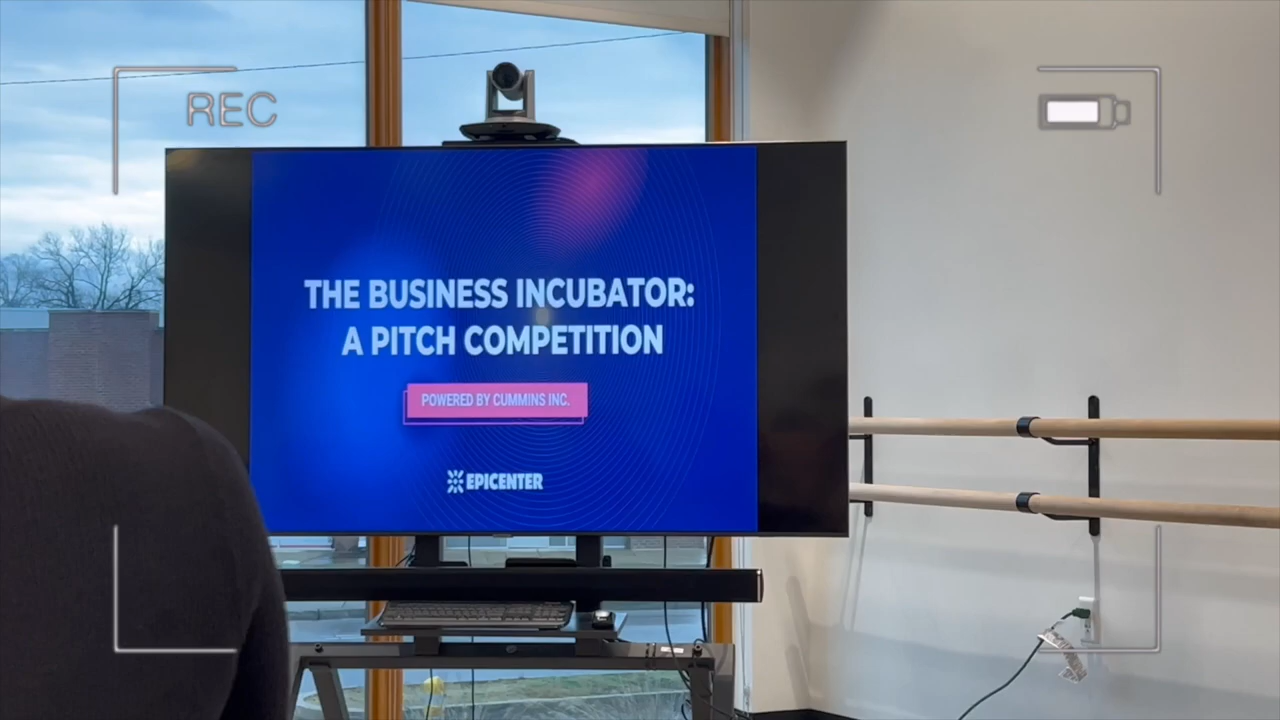 REC
THE BUSINESS INCUBATOR:
A PITCH COMPETITION
POWERED BY CUMMINS INC.
EPICENTER